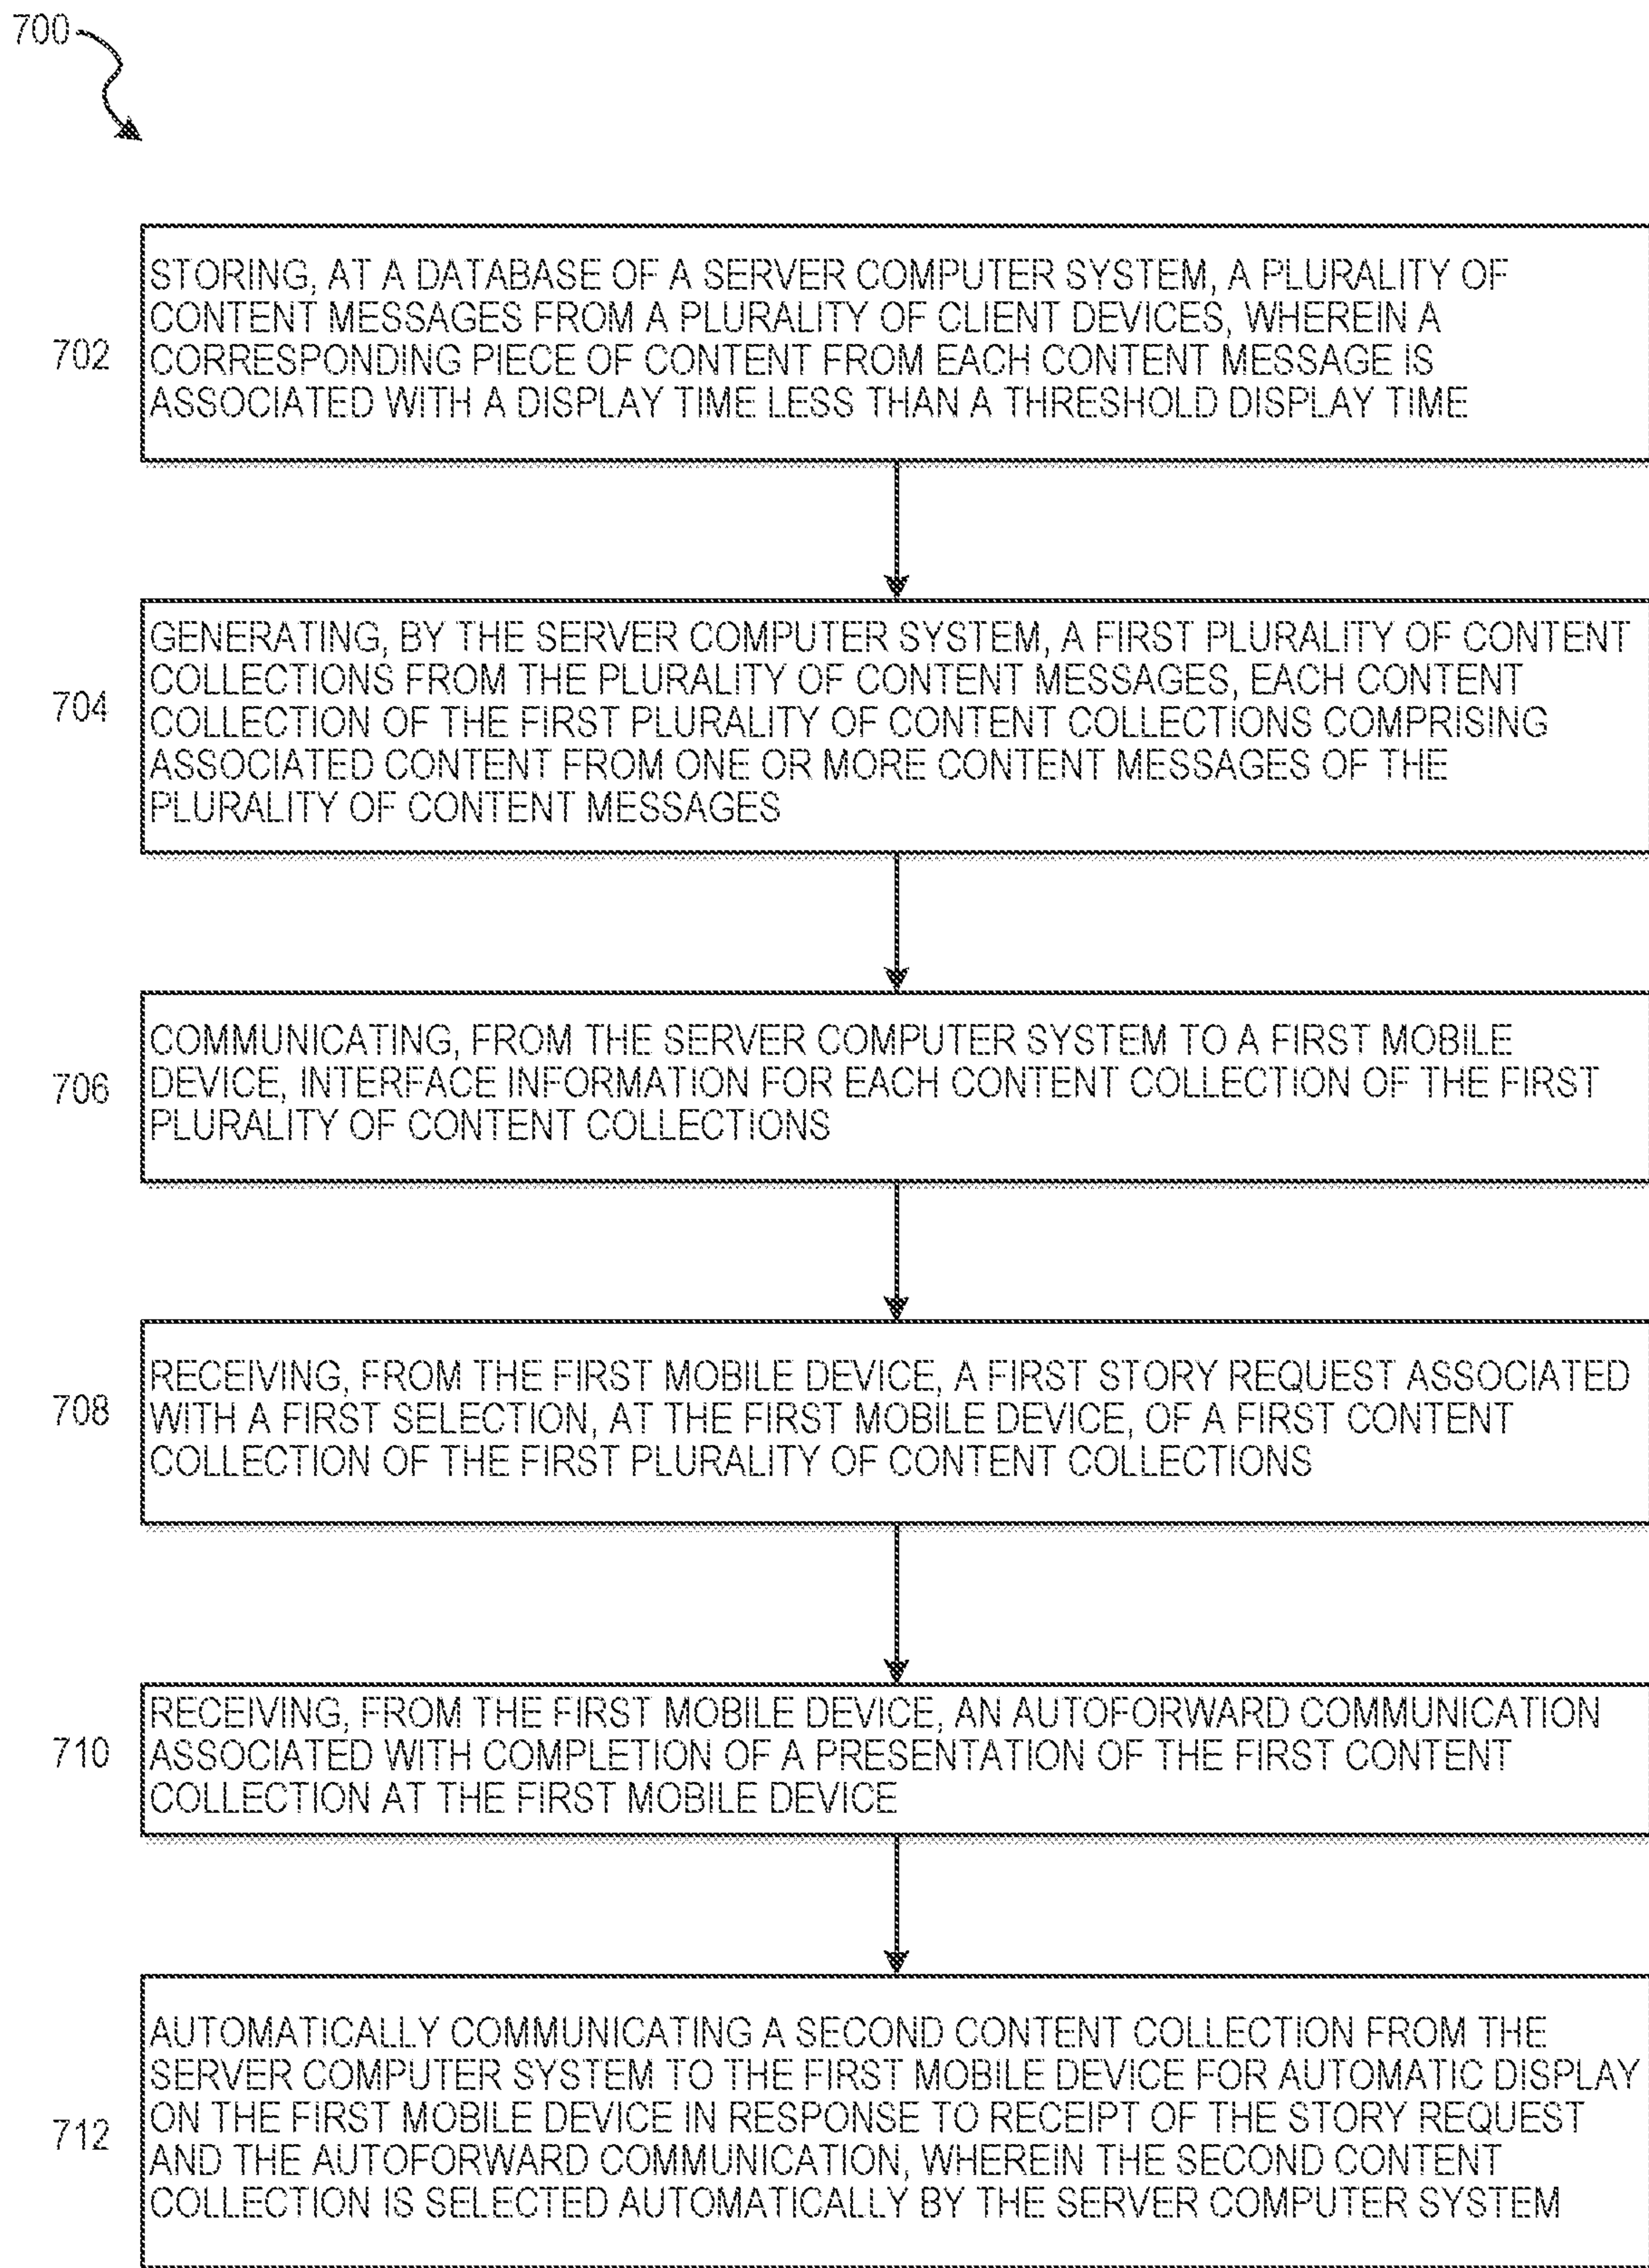 700
702
STORING, AT A DATABASE OF A SERVER COMPUTER SYSTEM, A PLURALITY OF
CONTENT MESSAGES FROM A PLURALITY OF CLIENT DEVICES, WHEREIN A
CORRESPONDING PIECE OF CONTENT FROM EACH CONTENT MESSAGE IS
ASSOCIATED WITH A DISPLAY TIME LESS THAN A THRESHOLD DISPLAY TIME
704
GENERATING, BY THE SERVER COMPUTER SYSTEM, A FIRST PLURALITY OF CONTENT
COLLECTIONS FROM THE PLURALITY OF CONTENT MESSAGES, EACH CONTENT
COLLECTION OF THE FIRST PLURALITY OF CONTENT COLLECTIONS COMPRISING
ASSOCIATED CONTENT FROM ONE OR MORE CONTENT MESSAGES OF THE
PLURALITY OF CONTENT MESSAGES
706
COMMUNICATING, FROM THE SERVER COMPUTER SYSTEM TO A FIRST MOBILE
DEVICE, INTERFACE INFORMATION FOR EACH CONTENT COLLECTION OF THE FIRST
PLURALITY OF CONTENT COLLECTIONS
708
RECEIVING, FROM THE FIRST MOBILE DEVICE, A FIRST STORY REQUEST ASSOCIATED
WITH A FIRST SELECTION, AT THE FIRST MOBILE DEVICE, OF A FIRST CONTENT
COLLECTION OF THE FIRST PLURALITY OF CONTENT COLLECTIONS
710
RECEIVING, FROM THE FIRST MOBILE DEVICE, AN AUTOFORWARD COMMUNICATION
ASSOCIATED WITH COMPLETION OF A PRESENTATION OF THE FIRST CONTENT
COLLECTION AT THE FIRST MOBILE DEVICE
712
AUTOMATICALLY COMMUNICATING A SECOND CONTENT COLLECTION FROM THE
SERVER COMPUTER SYSTEM TO THE FIRST MOBILE DEVICE FOR AUTOMATIC DISPLAY
ON THE FIRST MOBILE DEVICE IN RESPONSE TO RECEIPT OF THE STORY REQUEST
AND THE AUTOFORWARD COMMUNICATION, WHEREIN THE SECOND CONTENT
COLLECTION IS SELECTED AUTOMATICALLY BY THE SERVER COMPUTER SYSTEM